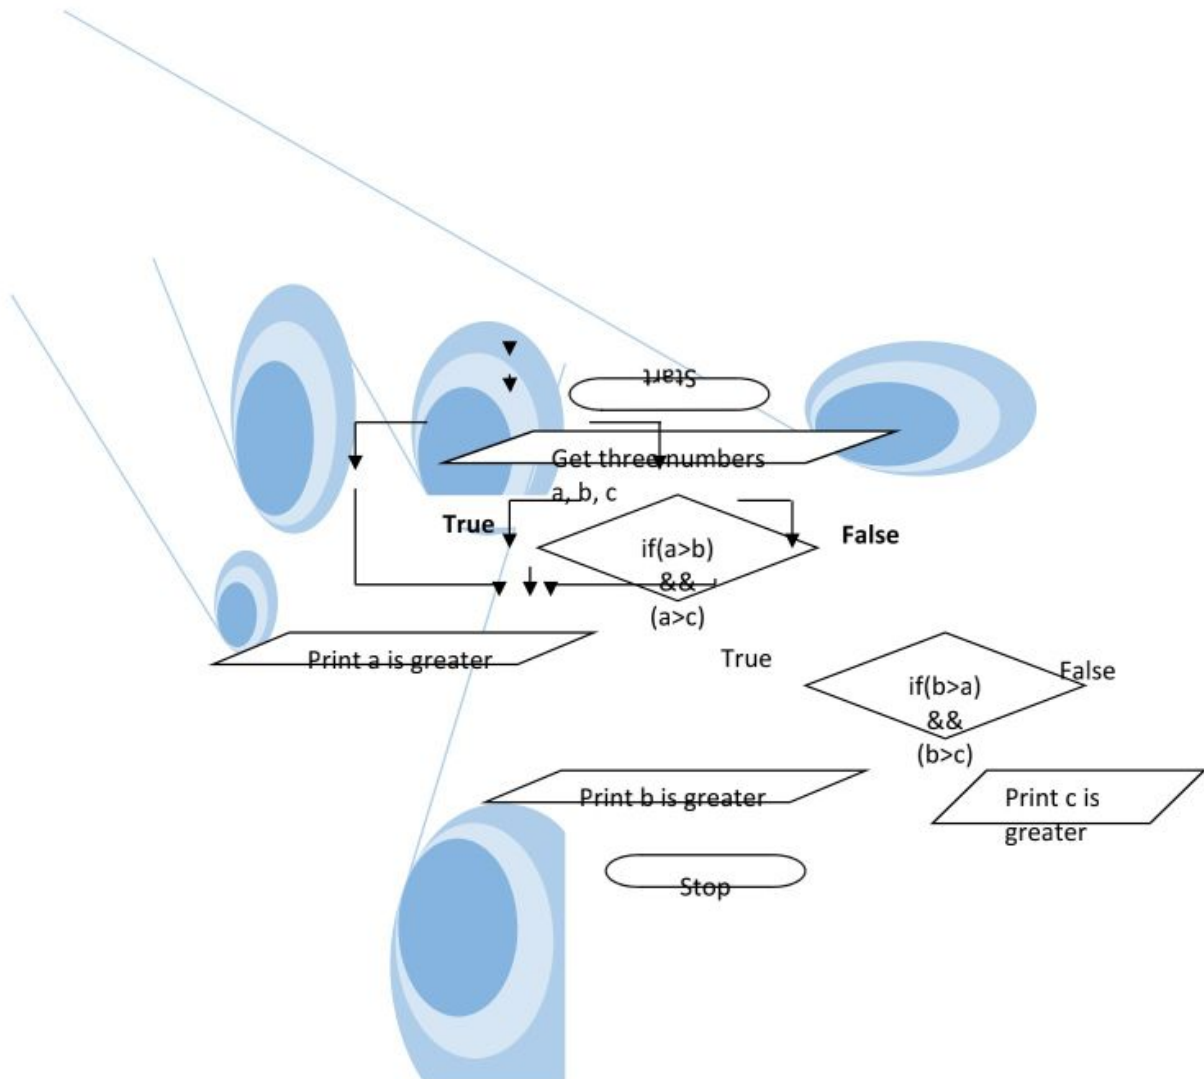 Start
Get three numbers
a, b, c
True
False
if(a>b)
&&
(a>c)
Print a is greater
True
False
if(b>a)
&&
(b>c)
Print b is greater
Print c is
greater
Stop